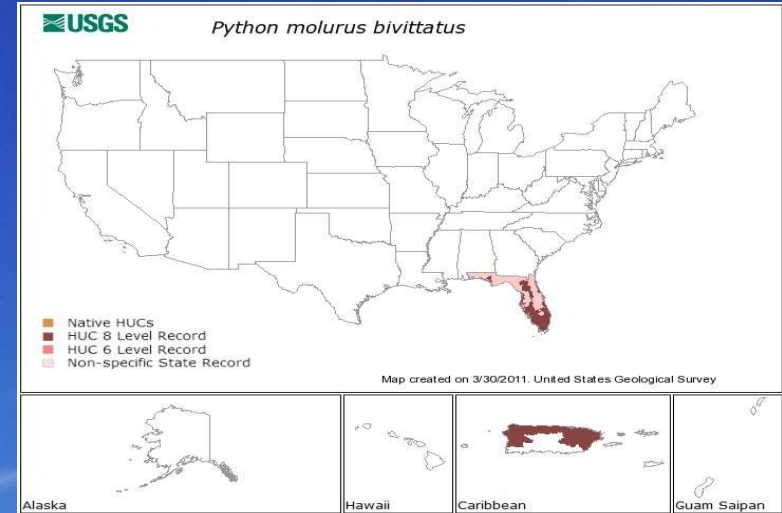 USGS
Python molurus bivittatus
Native HUCs
HUC 8 Level Record
HUC 6 Level Record
Non-specific State Record
Map created on 3/30/2011. United States Geological Survey
Alaska
Hawaii
Caribbean
Guam Saipan